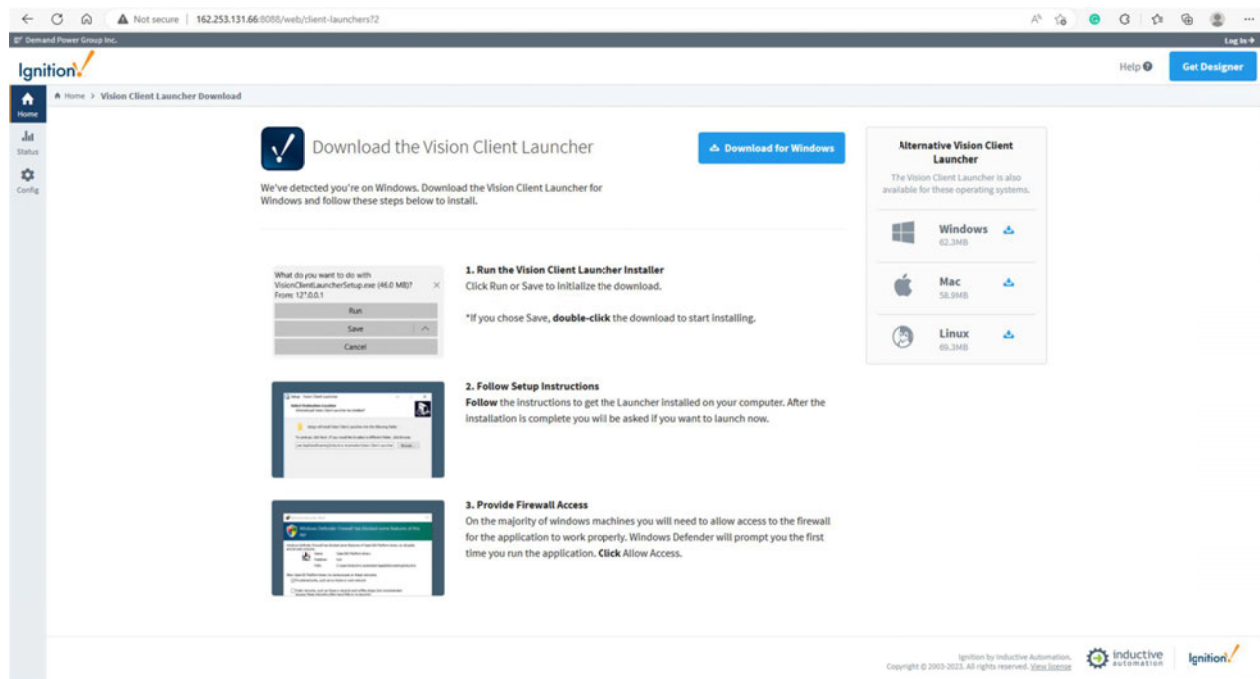 Not secure | 162.253.131.66:8088/web/client-launchers?2
Demand Power Group Inc.
Log In
Ignition!
Help
Get Designer
Home
Home > Vision Client Launcher Download
Status
Config
Download the Vision Client Launcher
Download for Windows
We've detected you're on Windows. Download the Vision Client Launcher for
Windows and follow these steps below to
install.
Alternative Vision Client
Launcher
The Vision Client Launcher is also
available for these operating systems.
Windows
62.3MB
Mac
58.9MB
Linux
69.3MB
What do you want to do with
VisionClientLauncherSetup.exe (46.0 MB)?
From: 127.0.0.1
Run
Save
Cancel
1. Run the Vision Client Launcher Installer
Click Run or Save to initialize the download.
*If you chose Save, double-click the download to start installing.
2. Follow Setup Instructions
Follow the instructions to get the Launcher installed on your computer. After the
installation is complete you will be asked if you want to launch now.
3. Provide Firewall Access
On the majority of windows machines you will need to allow access to the firewall
for the application to work properly. Windows Defender will prompt you the first
time you run the application. Click Allow Access.
Ignition by Inductive Automation.
Copyright © 2003-2023. All rights reserved. View license
inductive
automation
Ignition!